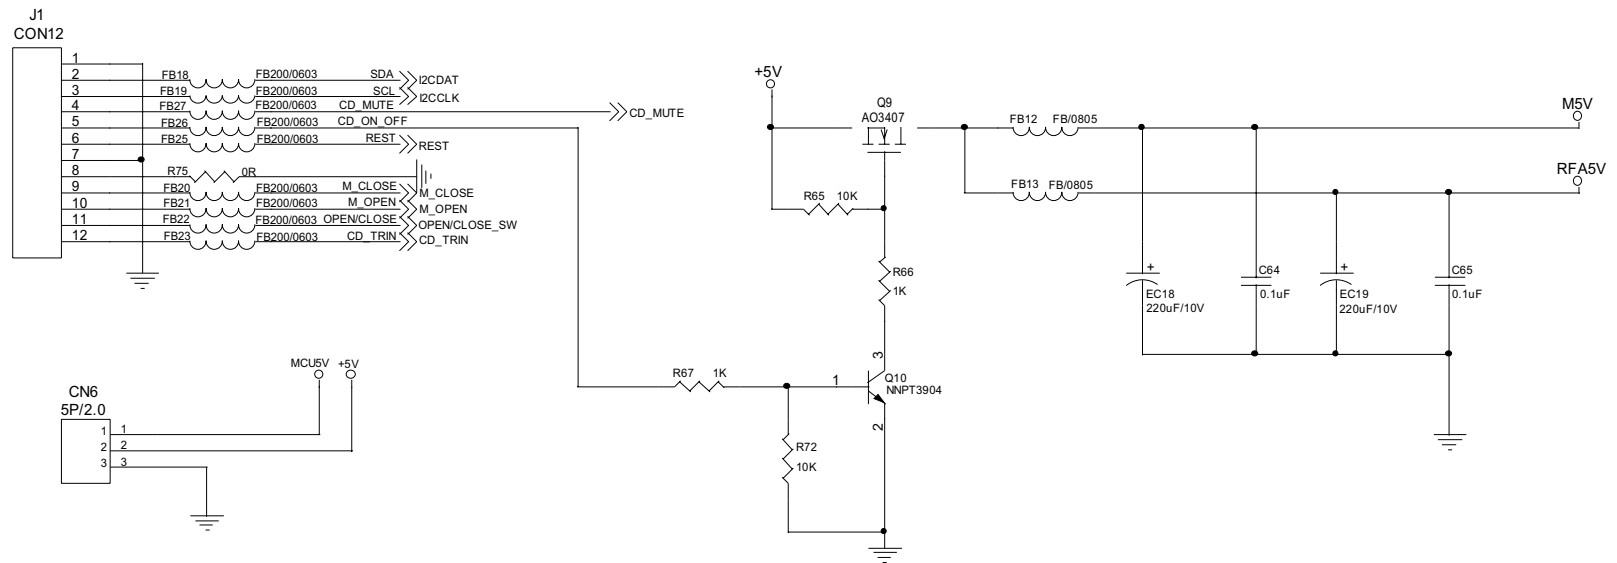 J1
CON12
1
2 FB18 FB200/0603 SDA I2CDAT
3 FB19 FB200/0603 SCL I2CCLK
4 FB27 FB200/0603 CD_MUTE CD_MUTE
5 FB26 FB200/0603 CD_ON_OFF
6 FB25 FB200/0603 REST REST
7
8 R75 0R
9 FB20 FB200/0603 M_CLOSE M_CLOSE
10 FB21 FB200/0603 M_OPEN M_OPEN
11 FB22 FB200/0603 OPEN/CLOSE OPEN/CLOSE_SW
12 FB23 FB200/0603 CD_TRIN CD_TRIN
+5V
Q9
AO3407
FB12 FB/0805
M5V
FB13 FB/0805
RFA5V
R65 10K
R66
1K
+
EC18
220uF/10V
C64
0.1uF
+
EC19
220uF/10V
C65
0.1uF
R67 1K
1
3
Q10
NNPT3904
2
R72
10K
MCU5V +5V
CN6
5P/2.0
1 1
2 2
3 3